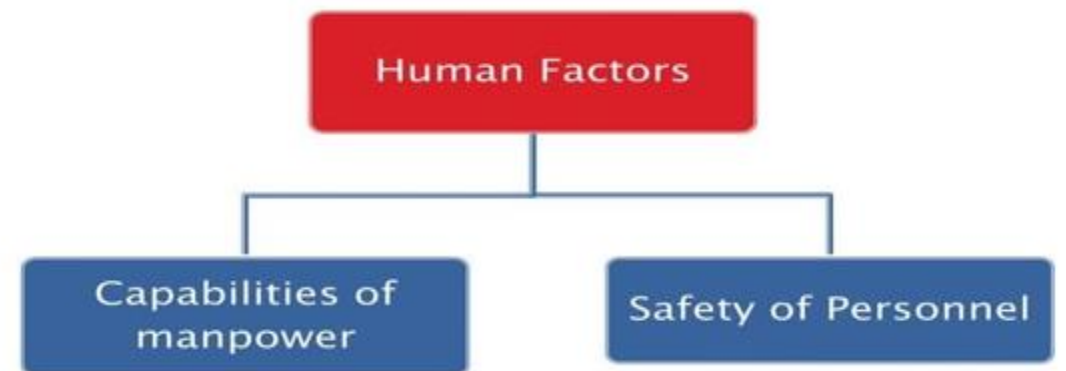 Human Factors
Capabilities of
manpower
Safety of Personnel